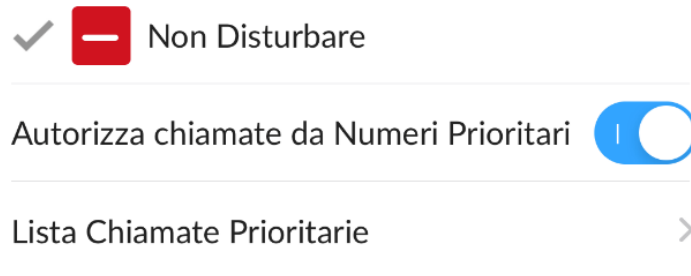 Non Disturbare
Autorizza chiamate da Numeri Prioritari
Lista Chiamate Prioritarie